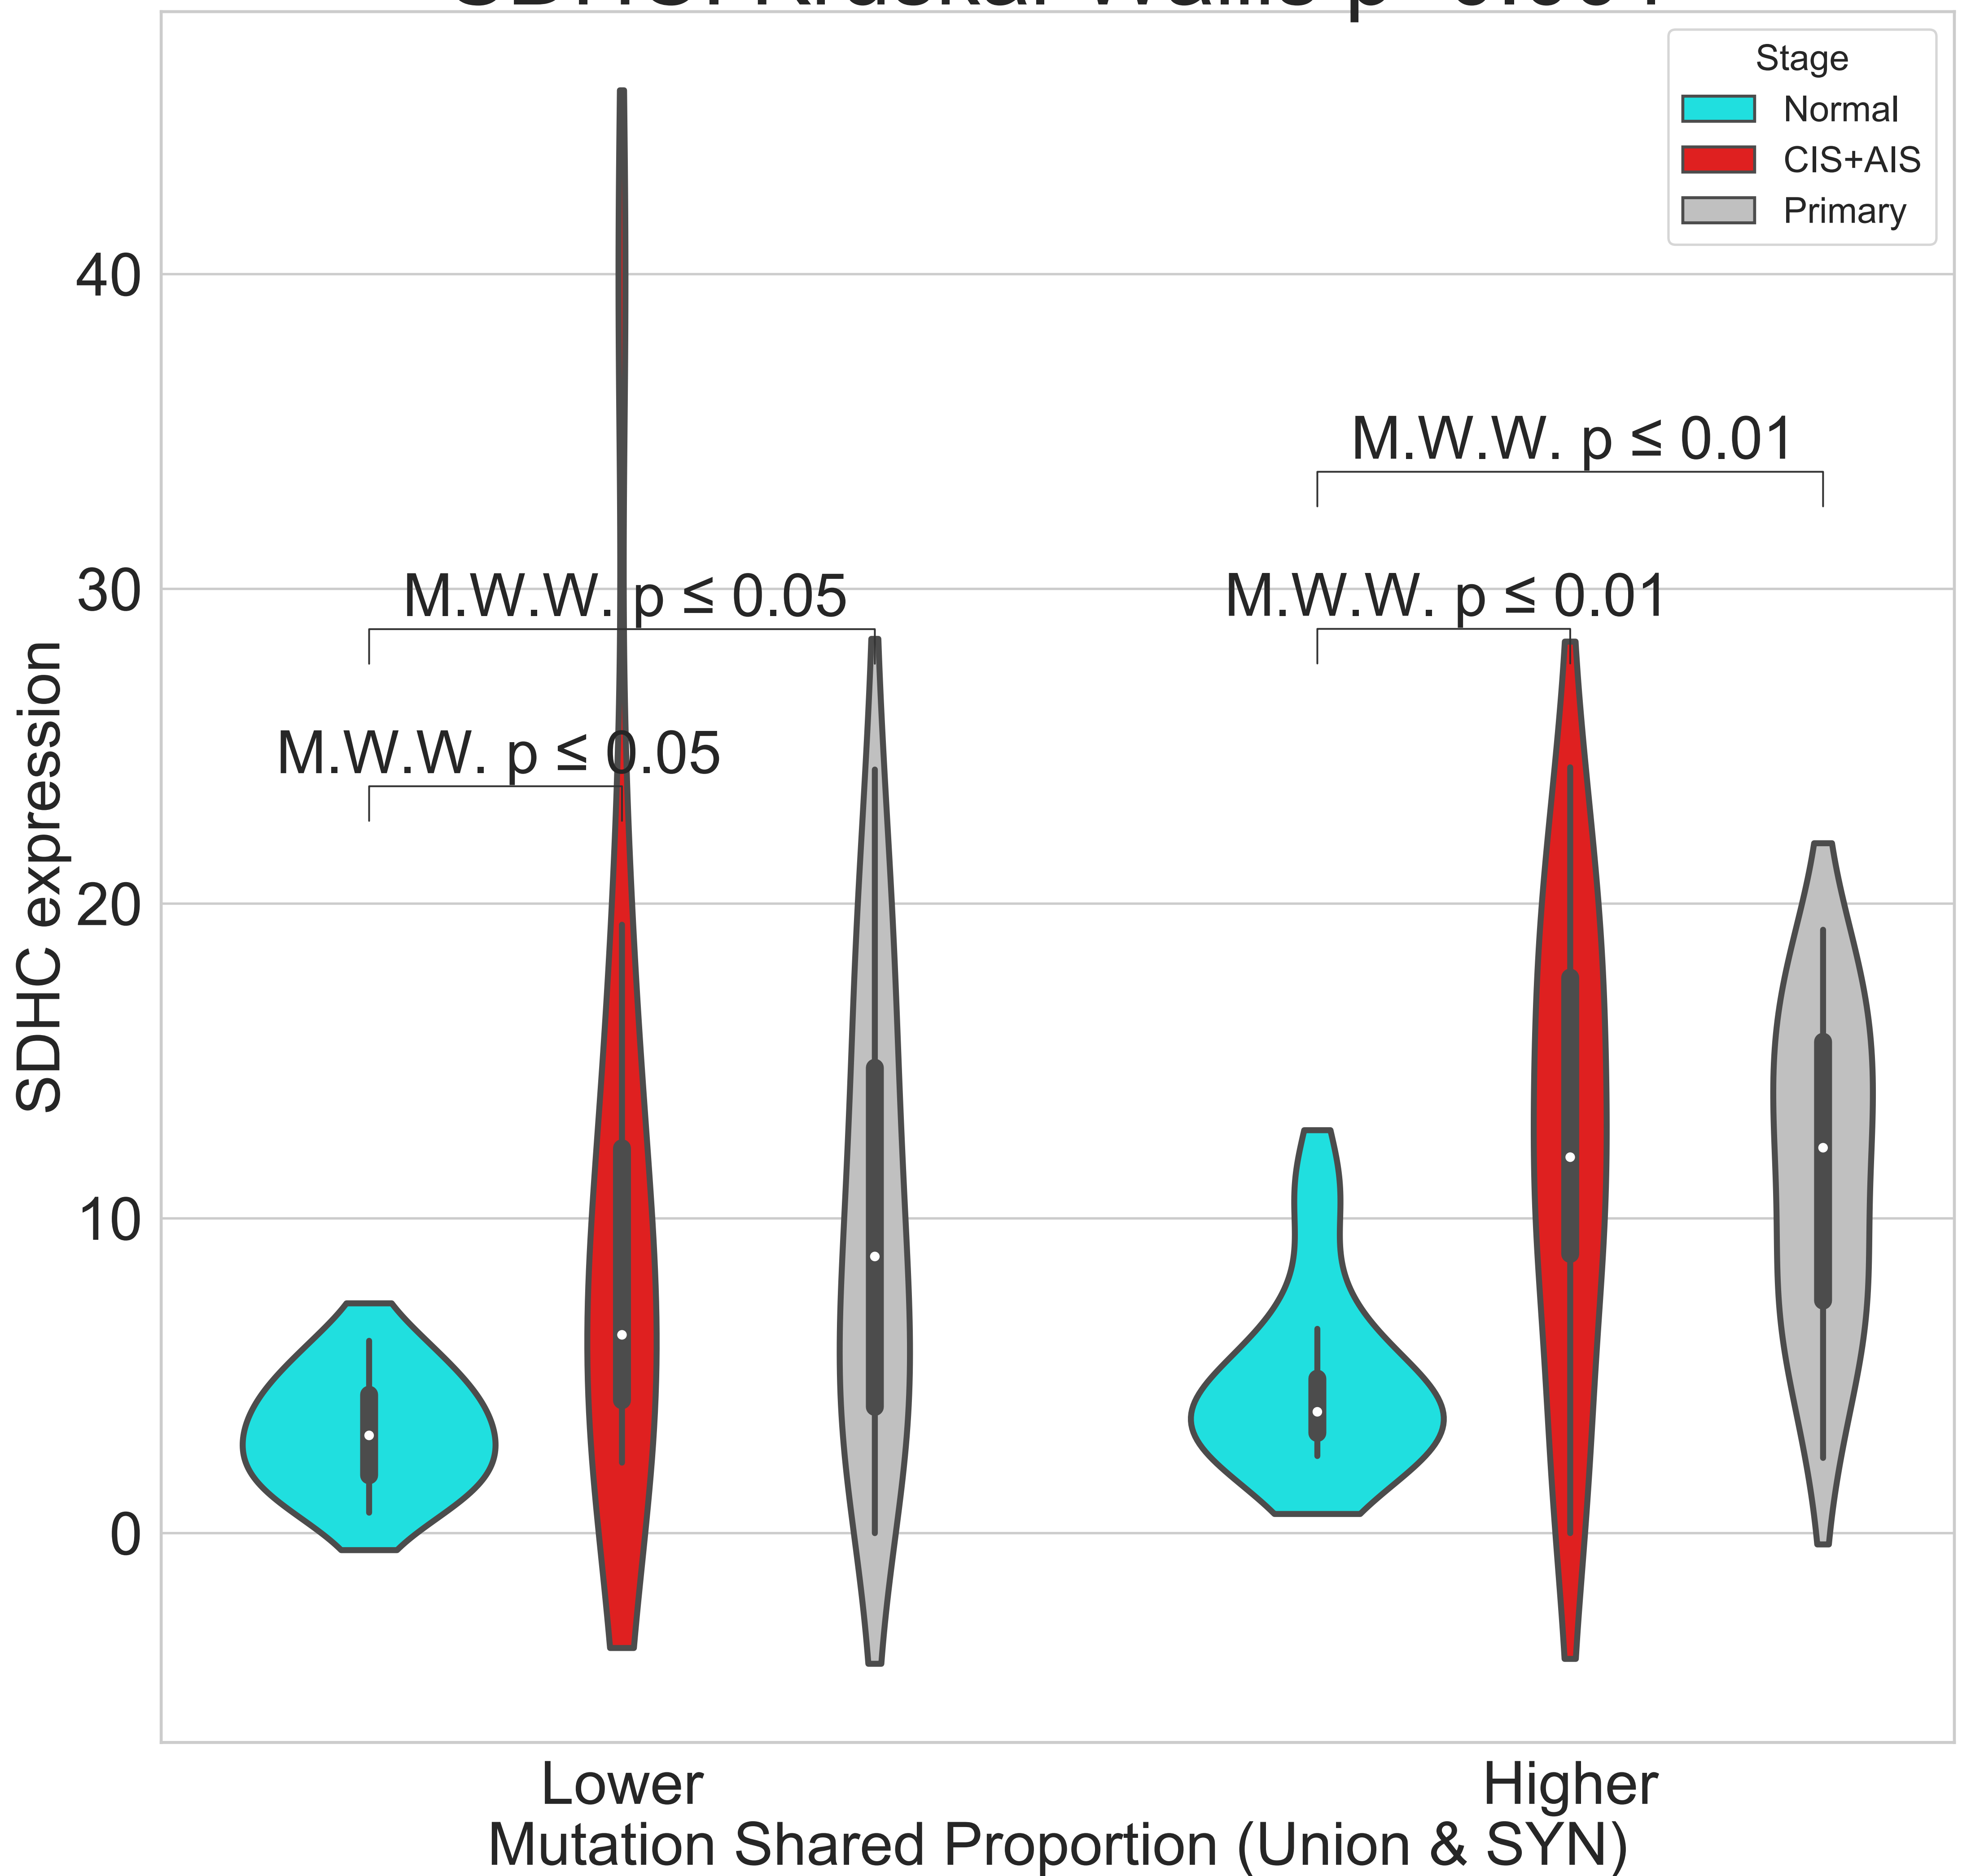 Stage
Normal
CIS+AIS
Primary
40
30
20
10
0
SDHC expression
M.W.W. p ≤ 0.01
M.W.W. p ≤ 0.05
M.W.W. p ≤ 0.01
M.W.W. p ≤ 0.05
Lower
Higher
Mutation Shared Proportion (Union & SYN)